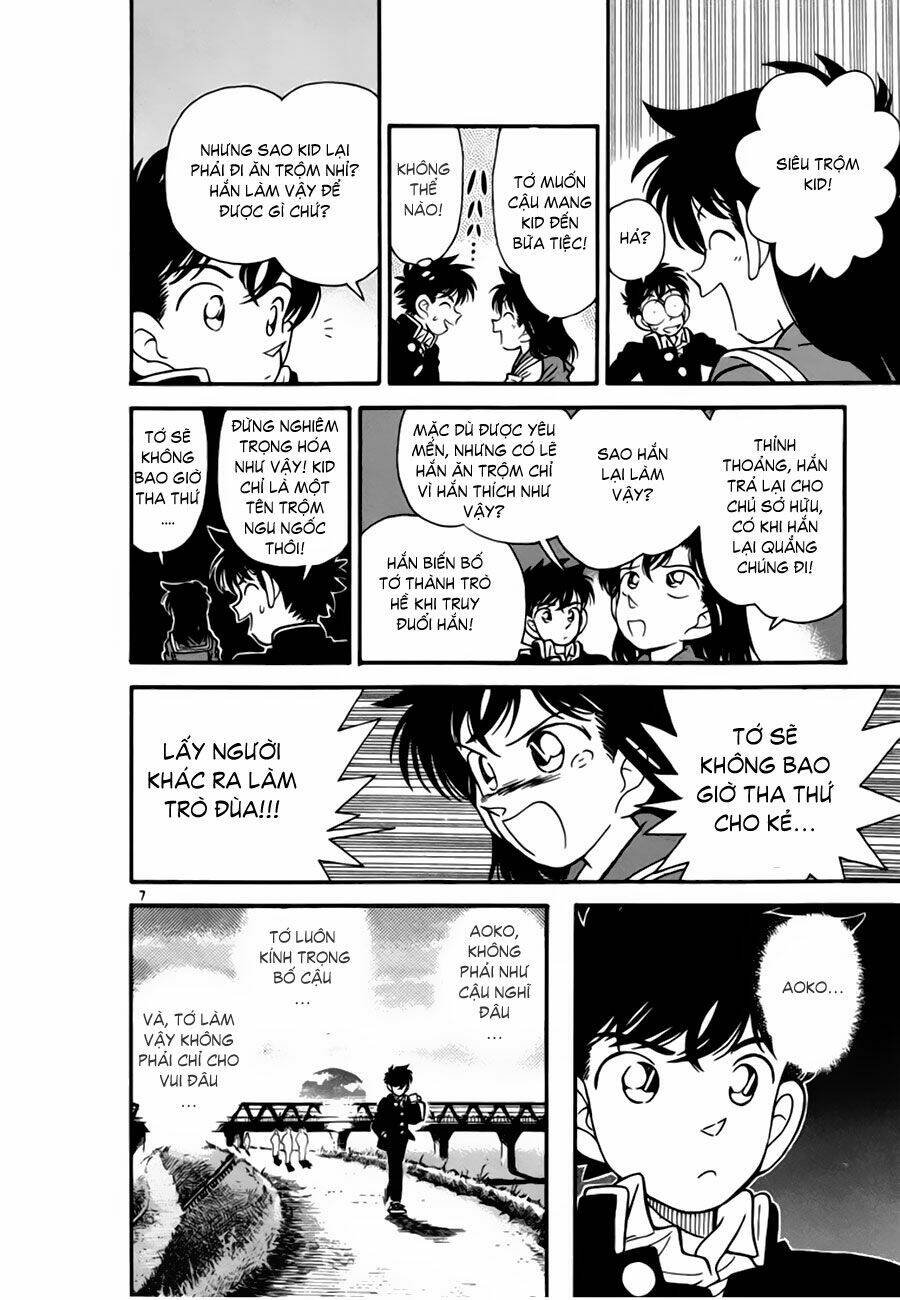 SIÊU TRỘM
KID!
HẢ?
TỚ MUỐN
CẬU MANG
KID ĐẾN
BỮA TIỆC!
KHÔNG
THỂ
NÀO!
NHƯNG SAO KID LẠI
PHẢI ĐI ĂN TRỘM NHỈ?
HẮN LÀM VẬY ĐỂ
ĐƯỢC GÌ CHỨ?
THỈNH
THOẢNG, HẮN
TRẢ LẠI CHO
CHỦ SỞ HỮU,
CÓ KHI HẮN
LẠI QUẲNG
CHÚNG ĐI!
SAO HẮN
LẠI LÀM
VẬY?
MẶC DÙ ĐƯỢC YÊU
MẾN, NHƯNG CÓ LẼ
HẮN ĂN TRỘM CHỈ
VÌ HẮN THÍCH NHƯ
VẬY?
HẮN BIẾN BỐ
TỚ THÀNH TRÒ
HỀ KHI TRUY
ĐUỔI HẮN!
ĐỪNG NGHIÊM
TRỌNG HÓA
NHƯ VẬY! KID
CHỈ LÀ MỘT
TÊN TRỘM
NGU NGỐC
THÔI!
TỚ SẼ
KHÔNG
BAO GIỜ
THA THỨ
....
TỚ SẼ
KHÔNG BAO
GIỜ THA THỨ
CHO KẺ...
LẤY NGƯỜI
KHÁC RA LÀM
TRÒ ĐÙA!!!
7
AOKO...
AOKO,
KHÔNG
PHẢI NHƯ
CẬU NGHĨ
ĐÂU
...
TỚ LUÔN
KÍNH TRỌNG
BỐ CẬU
...
VÀ, TỚ LÀM
VẬY KHÔNG
PHẢI CHỈ CHO
VUI ĐÂU
...